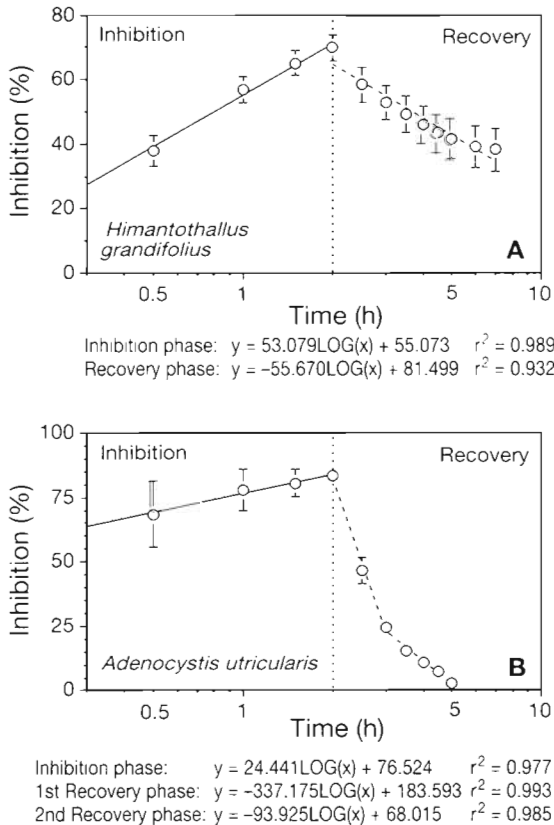 80
Inhibition
Recovery
60
40
20
0
Inhibition (%)
Himantothallus
grandifolius
A
0.5
1
5
10
Time (h)
Inhibition phase: y = 53.079LOG(x) + 55.073 r² = 0.989
Recovery phase: y = –55.670LOG(x) + 81.499 r² = 0.932
100
Inhibition
Recovery
75
50
25
0
Inhibition (%)
Adenocystis utricularis
B
0.5
1
5
10
Time (h)
Inhibition phase: y = 24.441LOG(x) + 76.524 r² = 0.977
1st Recovery phase: y = –337.175LOG(x) + 183.593 r² = 0.993
2nd Recovery phase: y = –93.925LOG(x) + 68.015 r² = 0.985